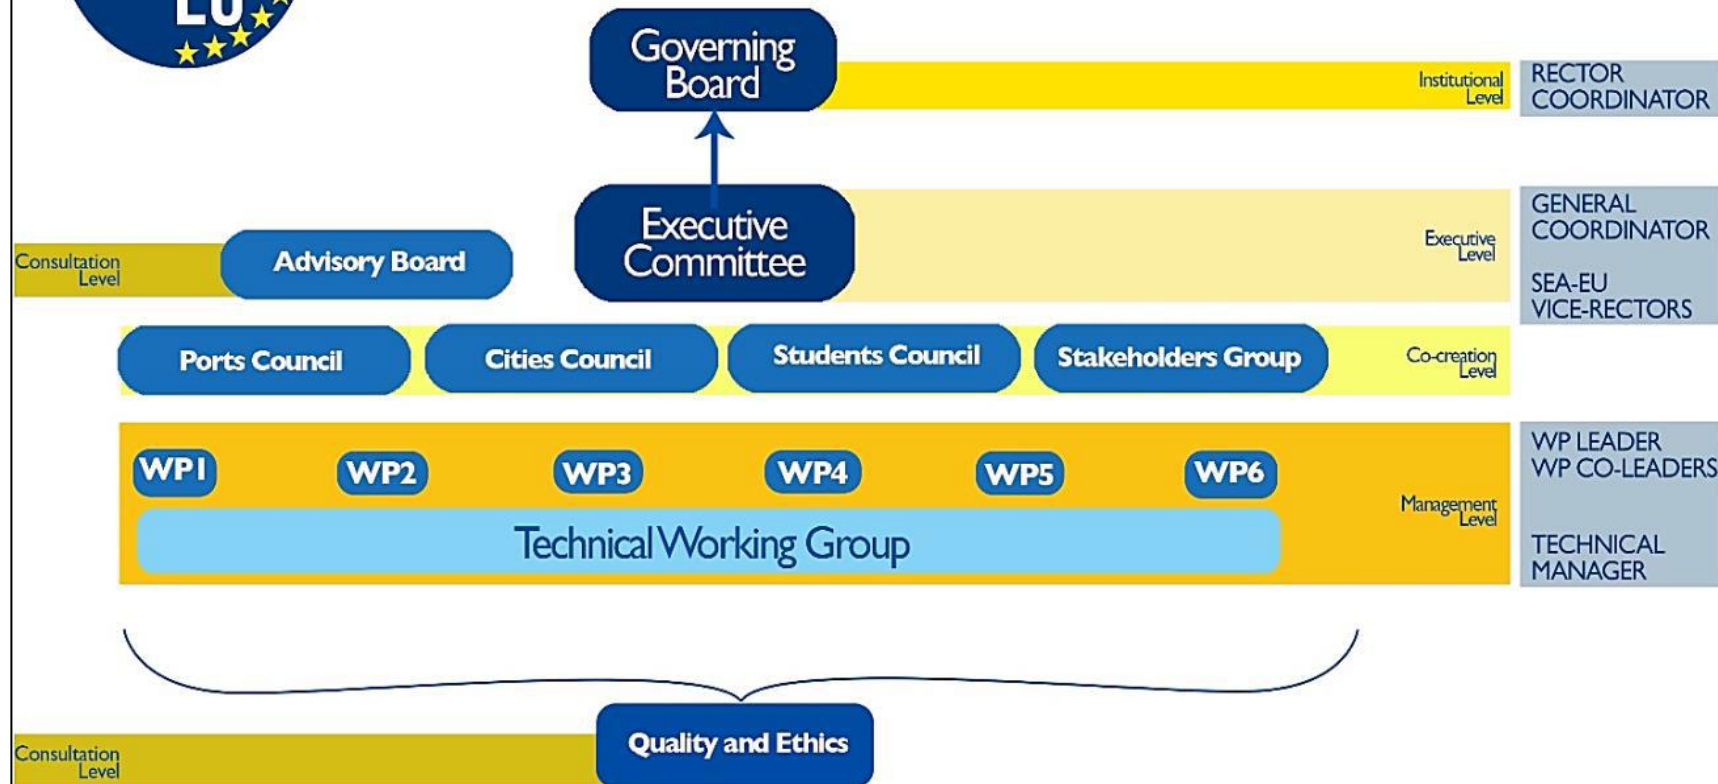 EU
Governing
Board
Institutional
Level
RECTOR
COORDINATOR
Executive
Committee
Executive
Level
GENERAL
COORDINATOR
SEA-EU
VICE-RECTORS
Consultation
Level
Advisory Board
Ports Council
Cities Council
Students Council
Stakeholders Group
Co-creation
Level
WP1
WP2
WP3
WP4
WP5
WP6
Technical Working Group
Management
Level
WP LEADER
WP CO-LEADERS
TECHNICAL
MANAGER
Quality and Ethics
Consultation
Level